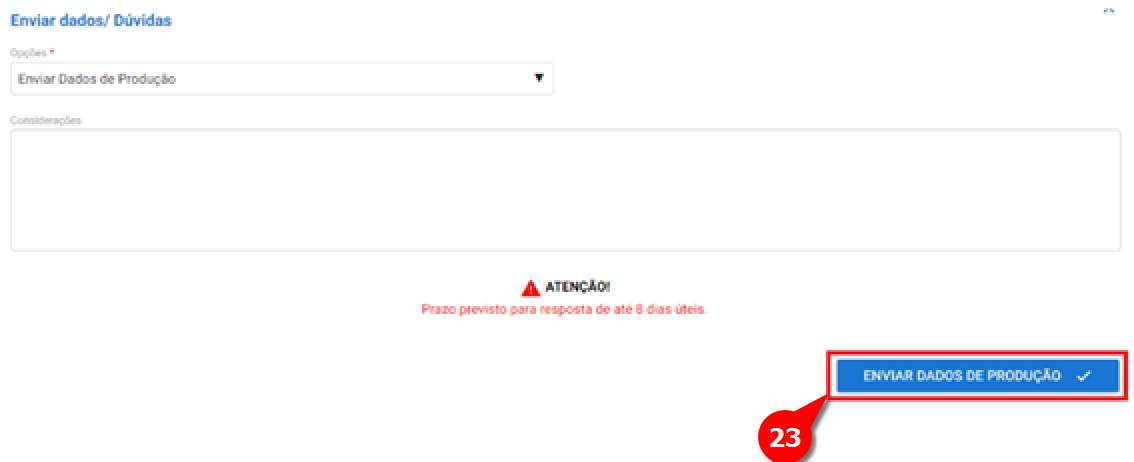 Enviar dados/ Dúvidas
Opções *
Enviar Dados de Produção
Considerações
ATENÇÃO!
Prazo previsto para resposta de até 8 dias úteis.
ENVIAR DADOS DE PRODUÇÃO
23